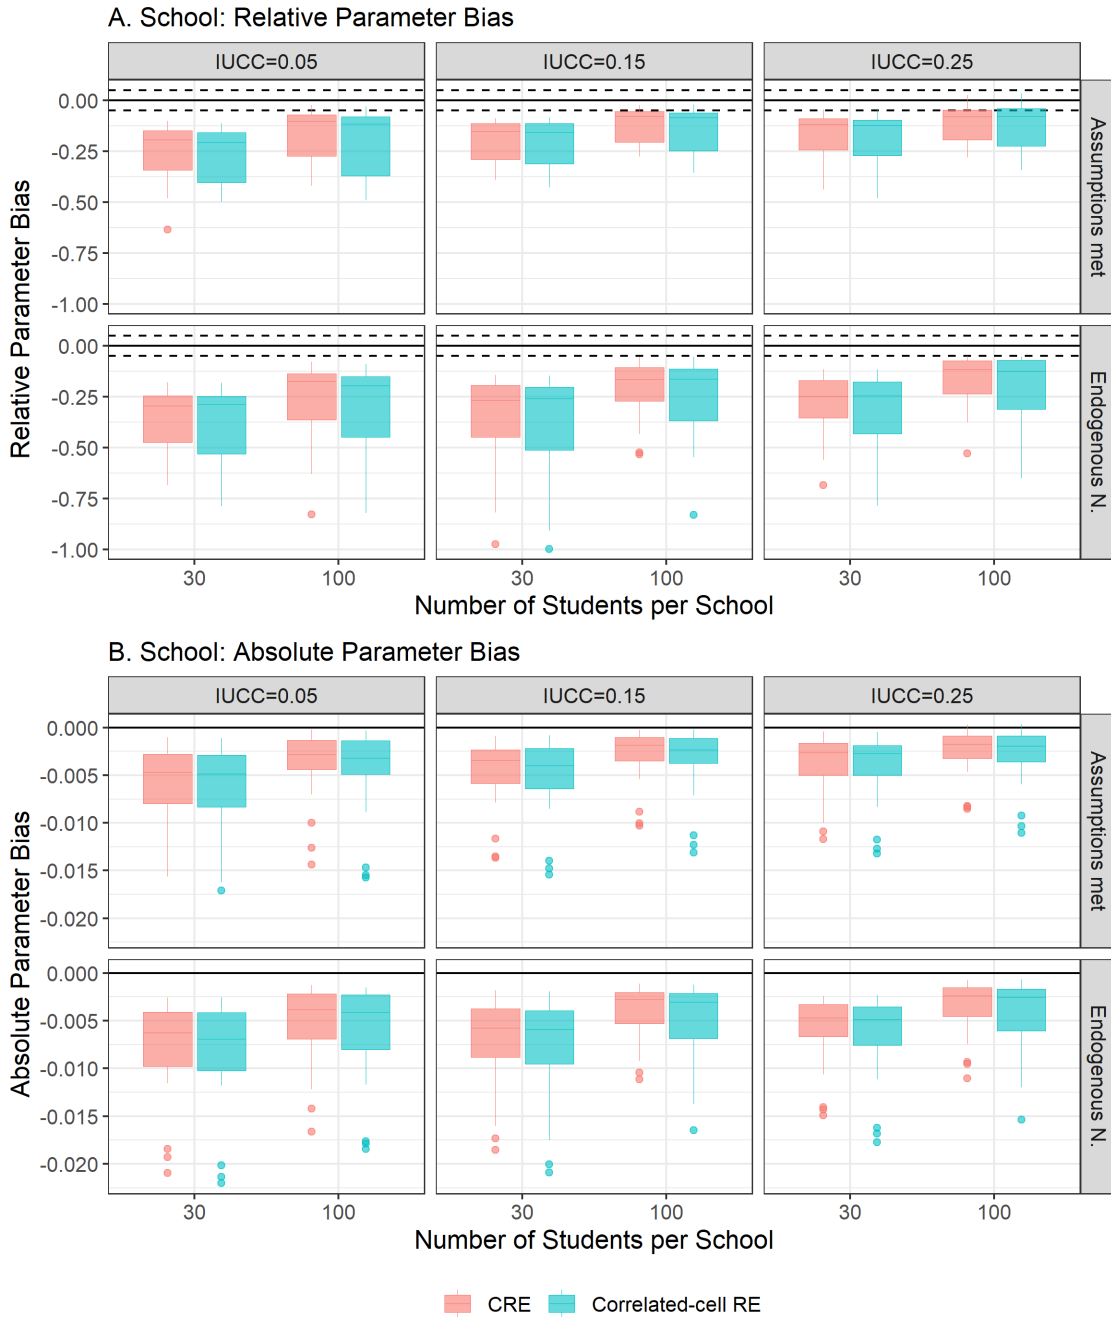 A. School: Relative Parameter Bias
IUCC=0.05
IUCC=0.15
IUCC=0.25
Relative Parameter Bias
0.00
-0.25
-0.50
-0.75
-1.00
Assumptions met
0.00
-0.25
-0.50
-0.75
-1.00
Endogenous N.
30 100 30 100 30 100
Number of Students per School
B. School: Absolute Parameter Bias
IUCC=0.05
IUCC=0.15
IUCC=0.25
Absolute Parameter Bias
0.000
-0.005
-0.010
-0.015
-0.020
Assumptions met
0.000
-0.005
-0.010
-0.015
-0.020
Endogenous N.
30 100 30 100 30 100
Number of Students per School
CRE Correlated-cell RE